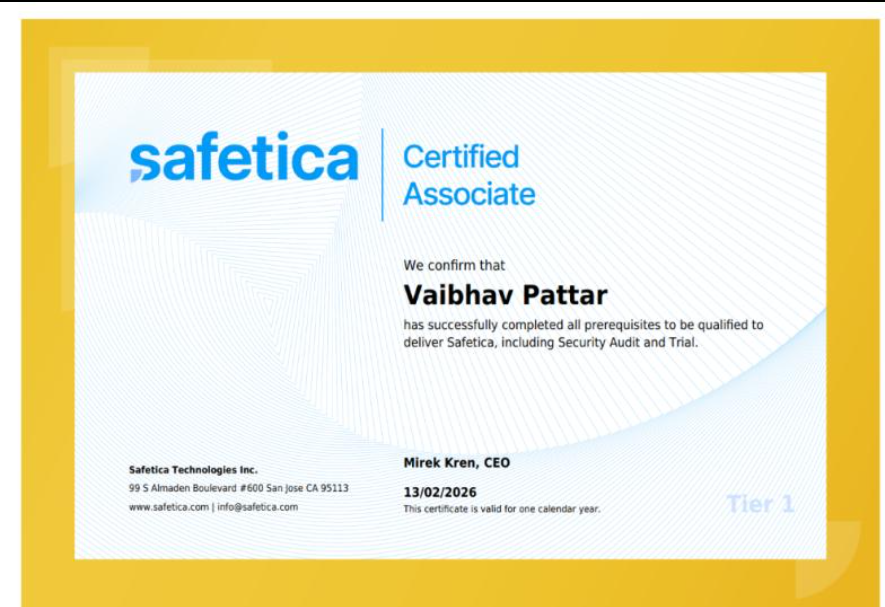 safetica
Certified
Associate
We confirm that
Vaibhav Pattar
has successfully completed all prerequisites to be qualified to
deliver Safetica, including Security Audit and Trial.
Safetica Technologies Inc.
99 S Almaden Boulevard #600 San Jose CA 95113
www.safetica.com | info@safetica.com
Mirek Kren, CEO
13/02/2026
This certificate is valid for one calendar year.
Tier 1